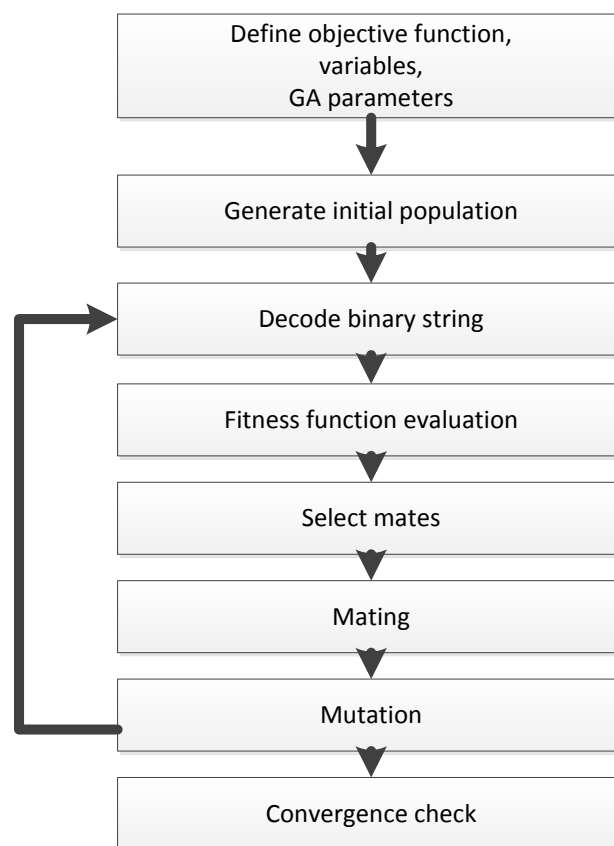 Define objective function,
variables,
GA parameters
Generate initial population
Decode binary string
Fitness function evaluation
Select mates
Mating
Mutation
Convergence check